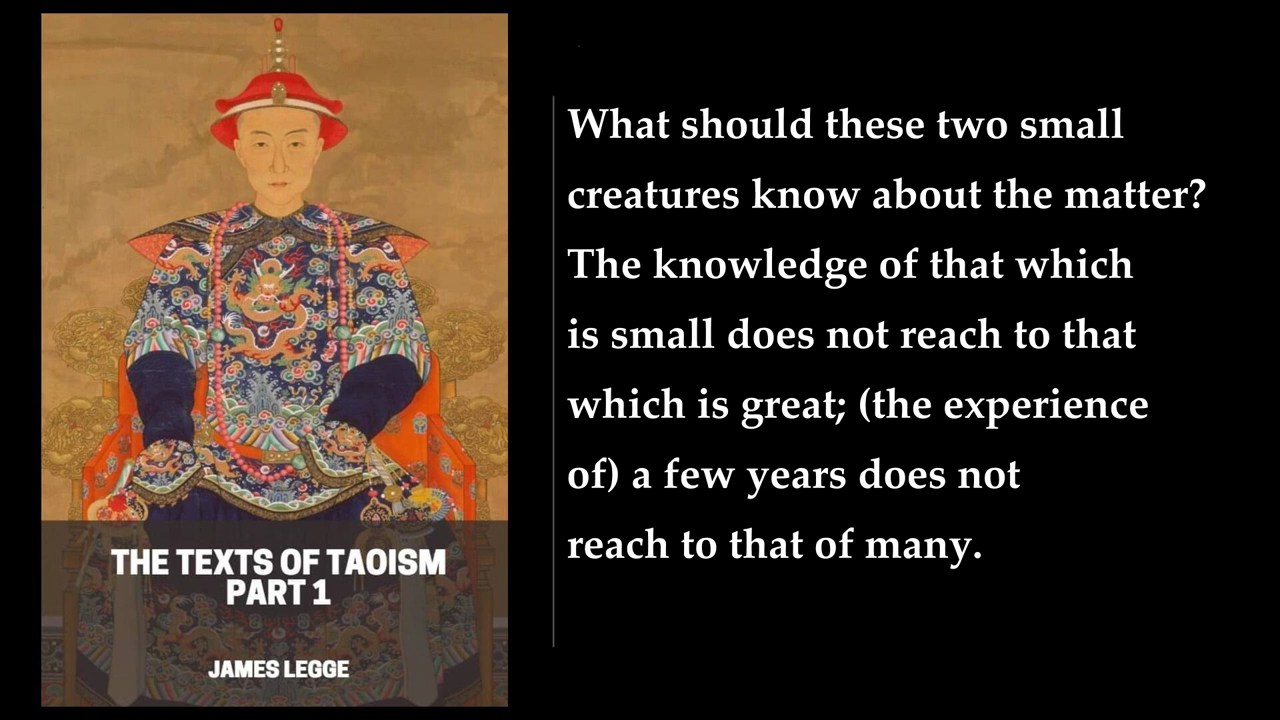 THE TEXTS OF TAOISM
PART 1
JAMES LEGGE
What should these two small
creatures know about the matter?
The knowledge of that which
is small does not reach to that
which is great; (the experience
of) a few years does not
reach to that of many.